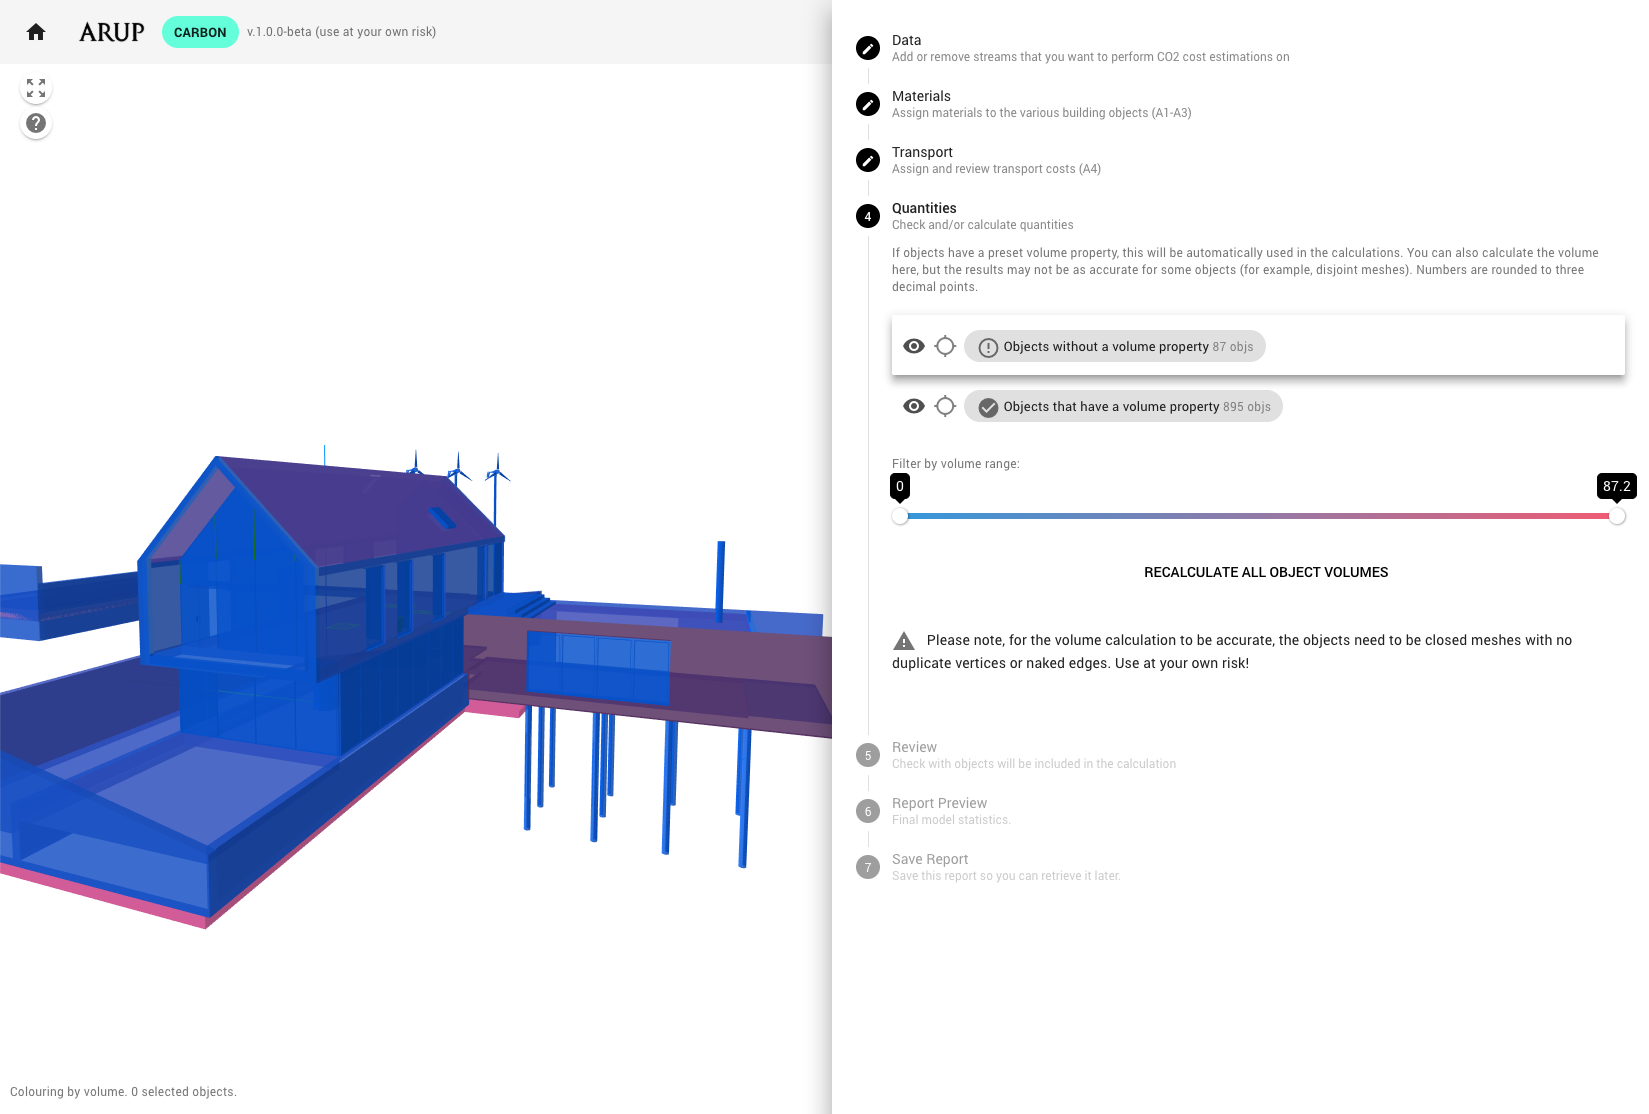 ARUP
CARBON
v.1.0.0-beta (use at your own risk)
Data
Add or remove streams that you want to perform CO2 cost estimations on
Materials
Assign materials to the various building objects (A1-A3)
Transport
Assign and review transport costs (A4)
4
Quantities
Check and/or calculate quantities
If objects have a preset volume property, this will be automatically used in the calculations. You can also calculate the volume
here, but the results may not be as accurate for some objects (for example, disjoint meshes). Numbers are rounded to three
decimal points.
Objects without a volume property 87 objs
Objects that have a volume property 895 objs
Filter by volume range:
0
87.2
RECALCULATE ALL OBJECT VOLUMES
Please note, for the volume calculation to be accurate, the objects need to be closed meshes with no
duplicate vertices or naked edges. Use at your own risk!
5
Review
Check with objects will be included in the calculation
6
Report Preview
Final model statistics.
7
Save Report
Save this report so you can retrieve it later.
Colouring by volume. 0 selected objects.